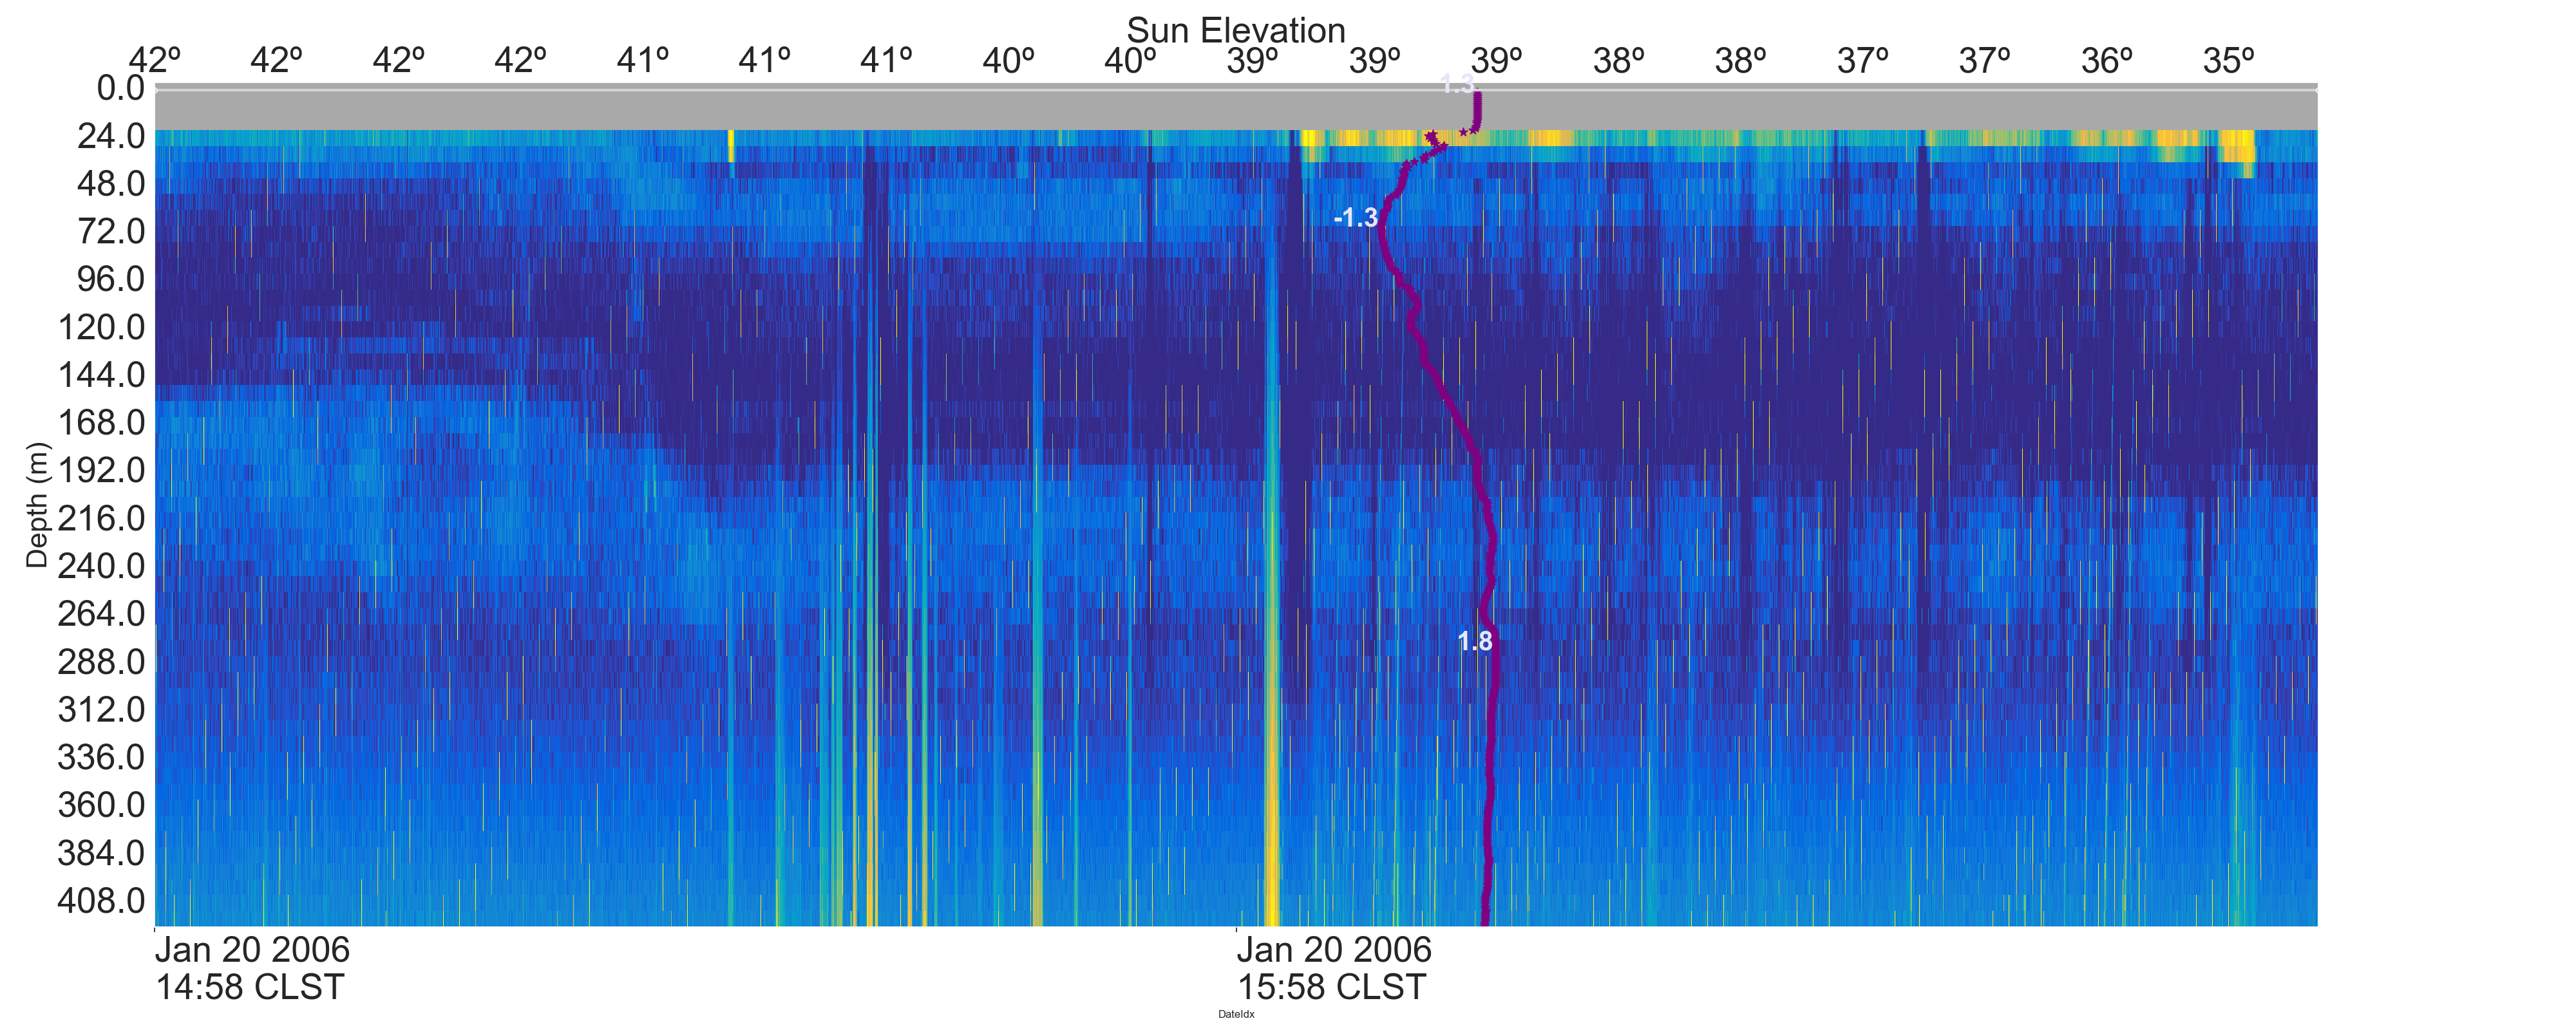 Sun Elevation
42º 42º 42º 42º 41º 41º 41º 40º 40º 39º 39º 39º 38º 38º 37º 37º 36º 35º
0.0
24.0
48.0
72.0
96.0
120.0
144.0
168.0
192.0
216.0
240.0
264.0
288.0
312.0
336.0
360.0
384.0
408.0
Depth (m)
1.3
-1.3
1.8
Jan 20 2006
14:58 CLST
Jan 20 2006
15:58 CLST
DateIdx